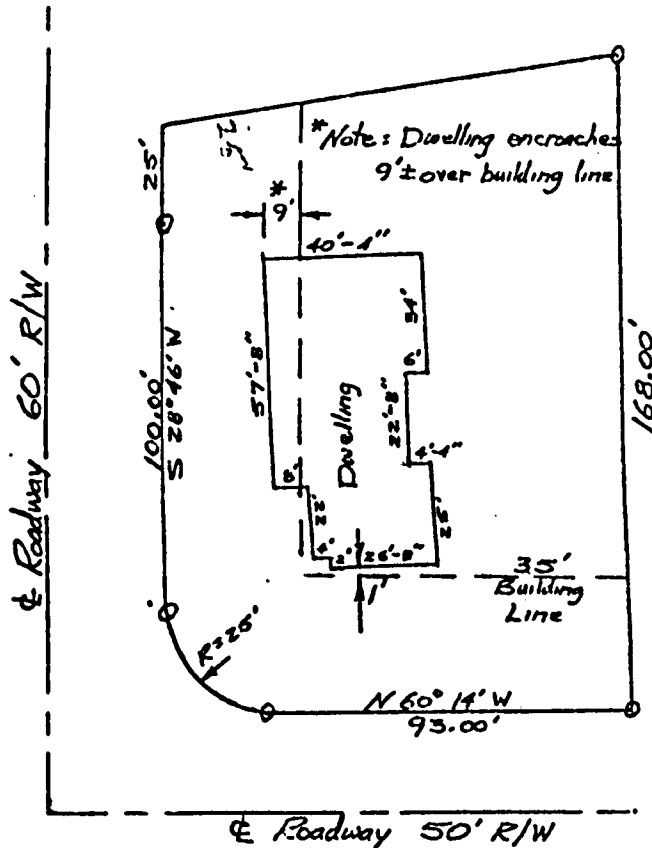 *Note: Dwelling encroaches
9'± over building line
25'
*
9'
40'-4"
34'
6'
22'-8"
4'-4"
57'-8"
Dwelling
8'
22'
4'
2'
26'-8"
1'
35'
Building
Line
168.00'
100.00'
S 28° 46' W
℄ Roadway 60' R/W
R=25'
N 60° 14' W
93.00'
℄ Roadway 50' R/W